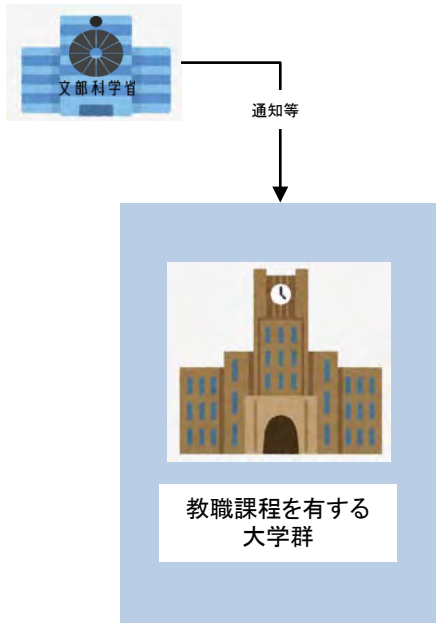 文部科学省
通知等
教職課程を有する
大学群